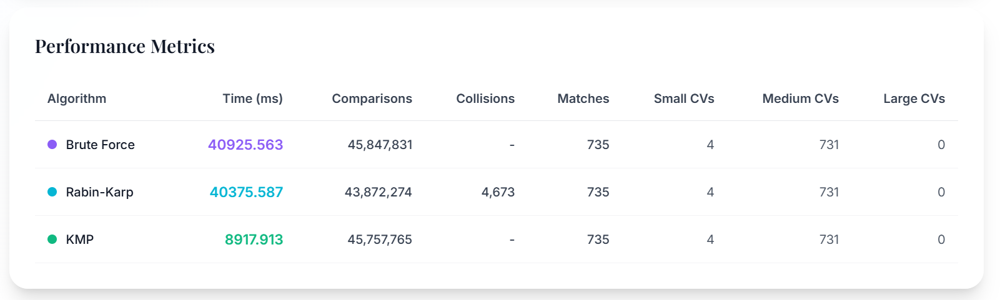 Performance Metrics
Algorithm Time (ms) Comparisons Collisions Matches Small CVs Medium CVs Large CVs
Brute Force 40925.563 45,847,831 - 735 4 731 0
Rabin-Karp 40375.587 43,872,274 4,673 735 4 731 0
KMP 8917.913 45,757,765 - 735 4 731 0